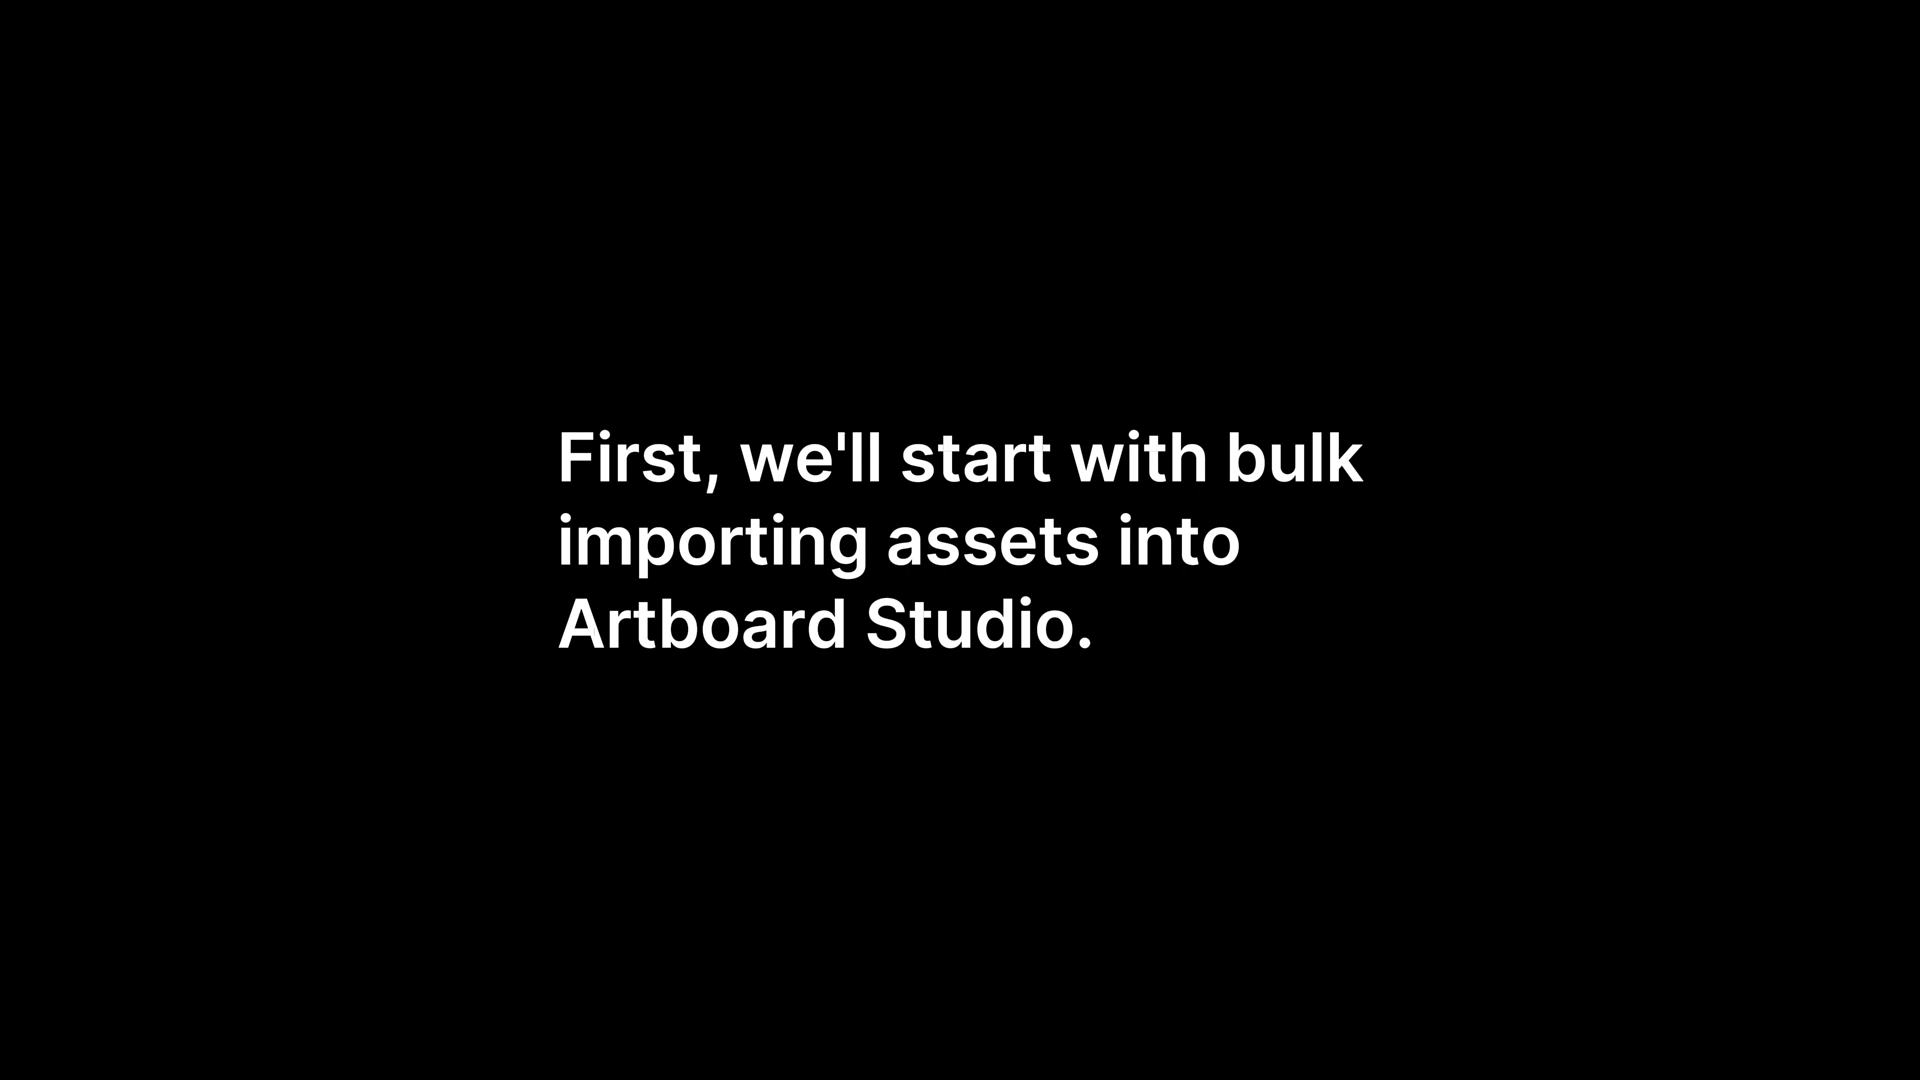 First, we'll start with bulk
importing assets into
Artboard Studio.